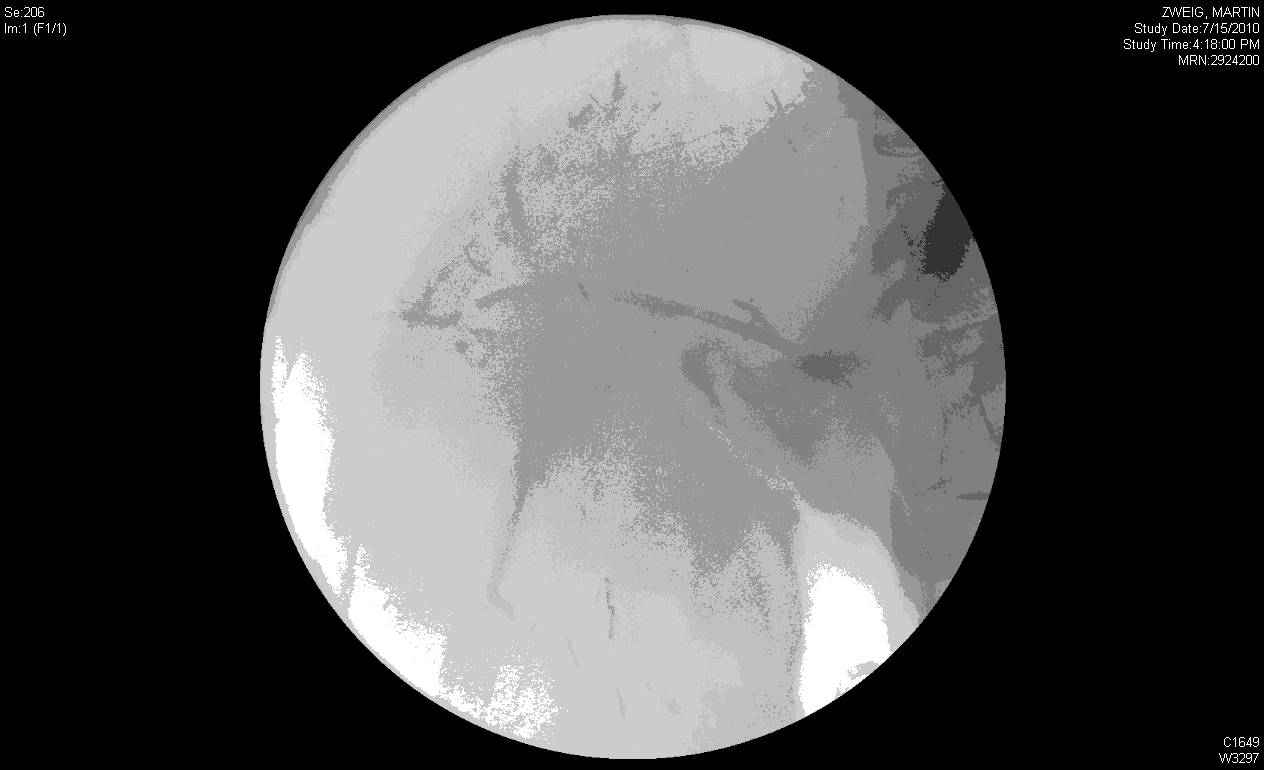 Se:206
Im:1 (F1/1)
ZWEIG, MARTIN
Study Date:7/15/2010
Study Time:4:18:00 PM
MRN:2924200
C1649
W3297